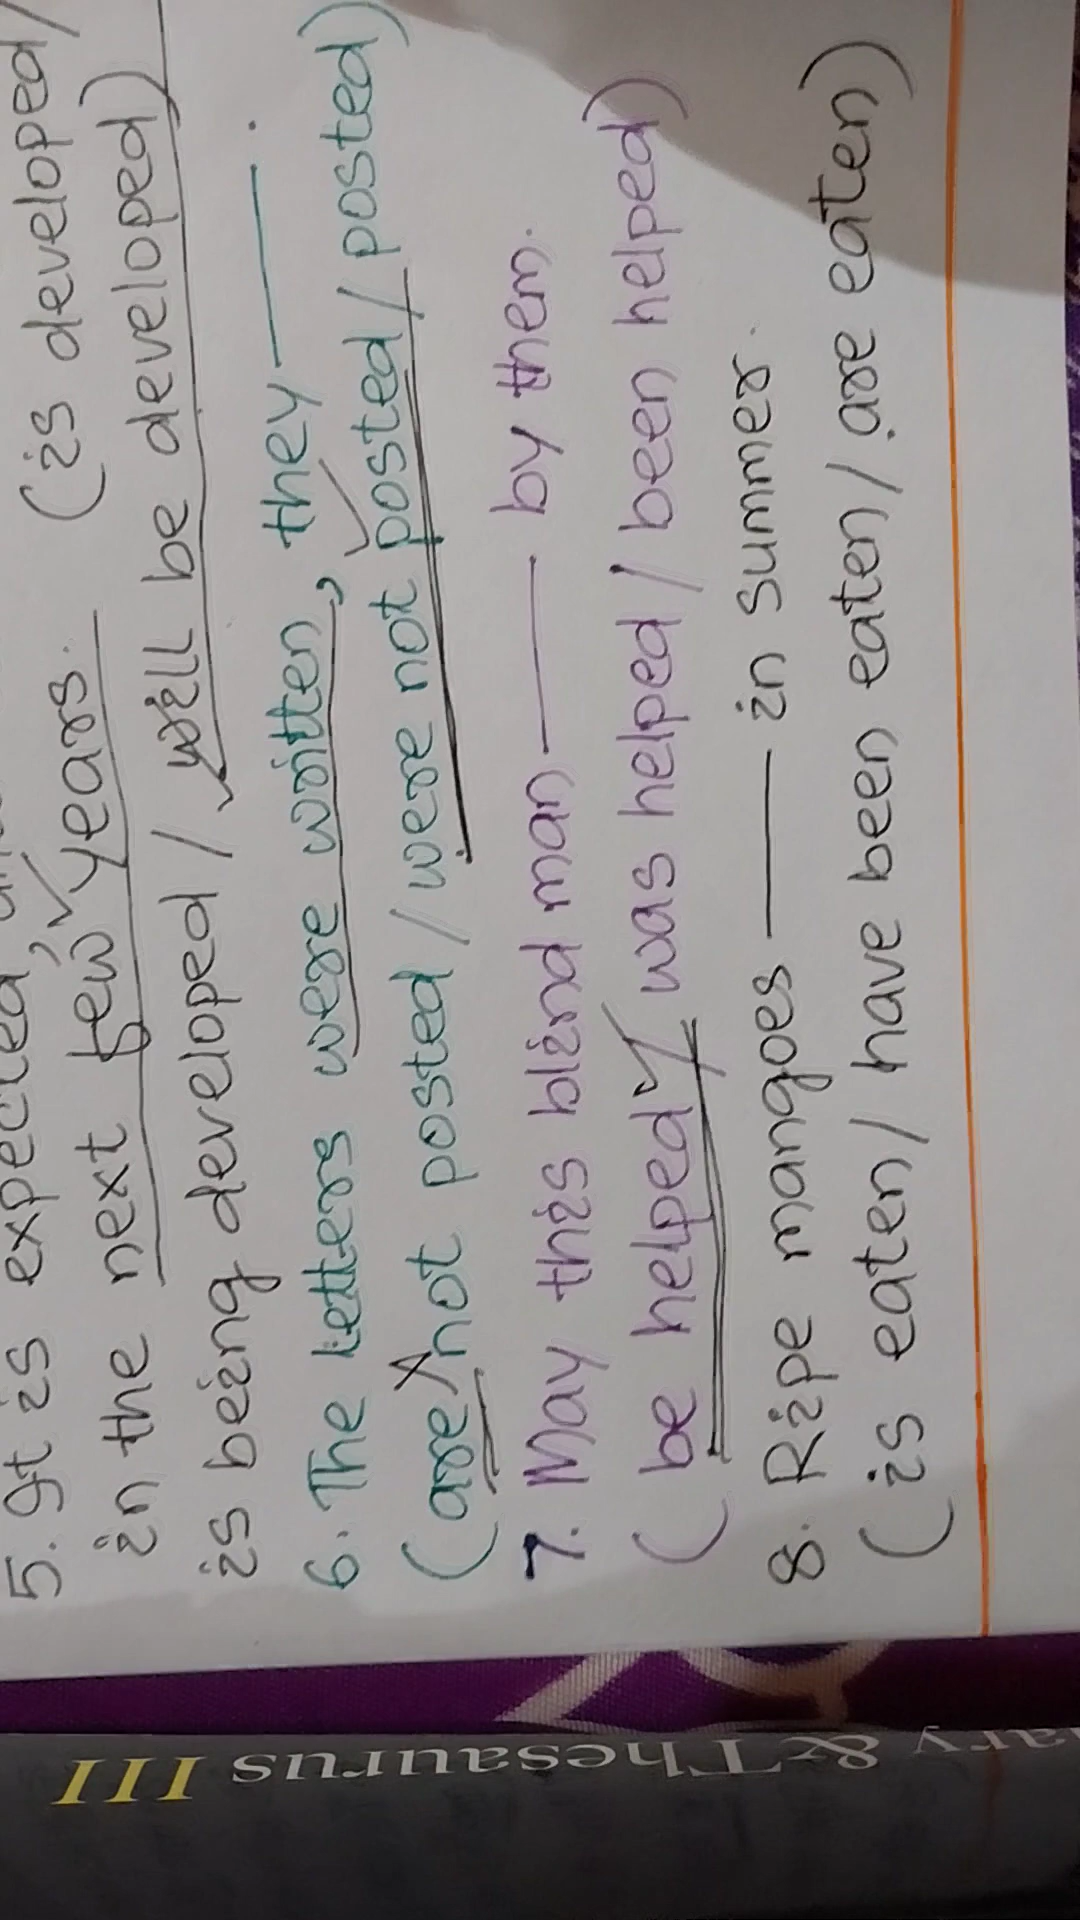 5. It is expected,
in the next few years. (is developed/
is being developed / will be developed)
6. The letters were written, they ——.
(are not posted / were not posted / posted)
7. May this blind man —— by them.
(be helped / was helped / been helped)
8. Ripe mangoes —— in summer.
(is eaten / have been eaten / are eaten)
ary & Thesaurus III